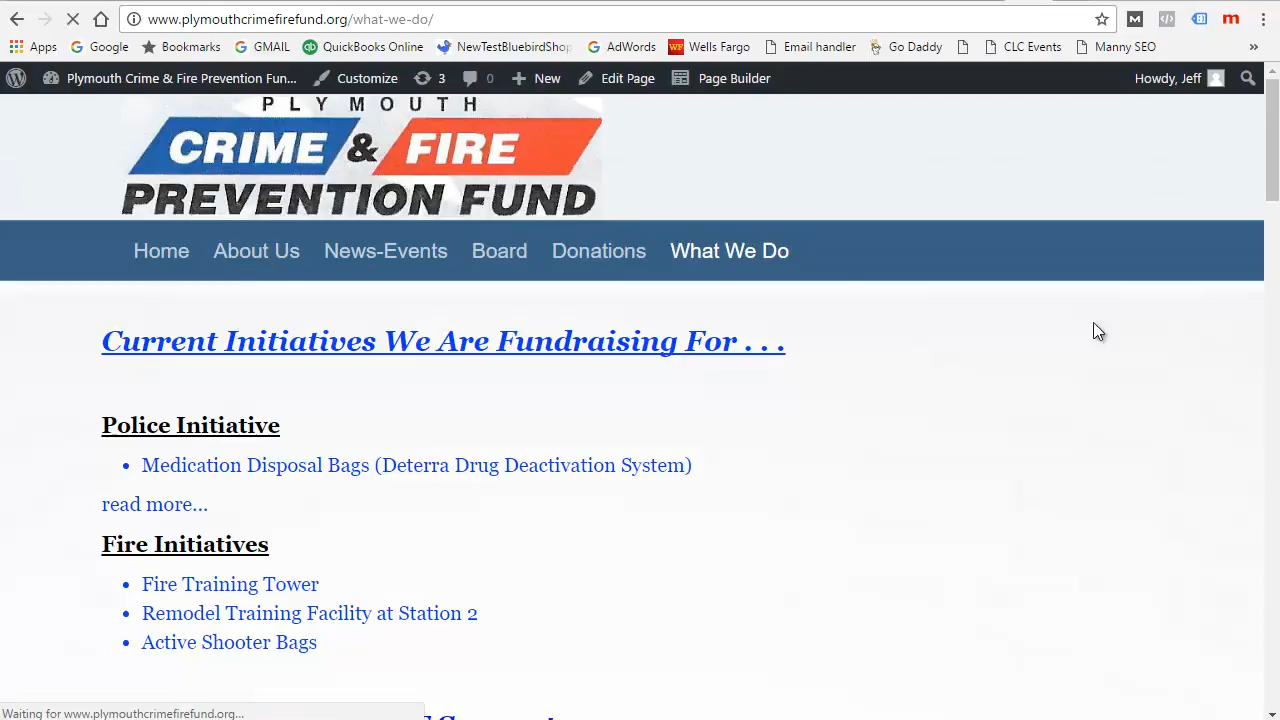 www.plymouthcrimefirefund.org/what-we-do/
Apps Google Bookmarks GMAIL QuickBooks Online NewTestBluebirdShop AdWords Wells Fargo Email handler Go Daddy CLC Events Manny SEO »
Plymouth Crime & Fire Prevention Fun... Customize 3 0 New Edit Page Page Builder Howdy, Jeff
PLYMOUTH
CRIME & FIRE
PREVENTION FUND
Home About Us News-Events Board Donations What We Do
Current Initiatives We Are Fundraising For . . .
Police Initiative
• Medication Disposal Bags (Deterra Drug Deactivation System)
read more...
Fire Initiatives
• Fire Training Tower
• Remodel Training Facility at Station 2
• Active Shooter Bags
Waiting for www.plymouthcrimefirefund.org...